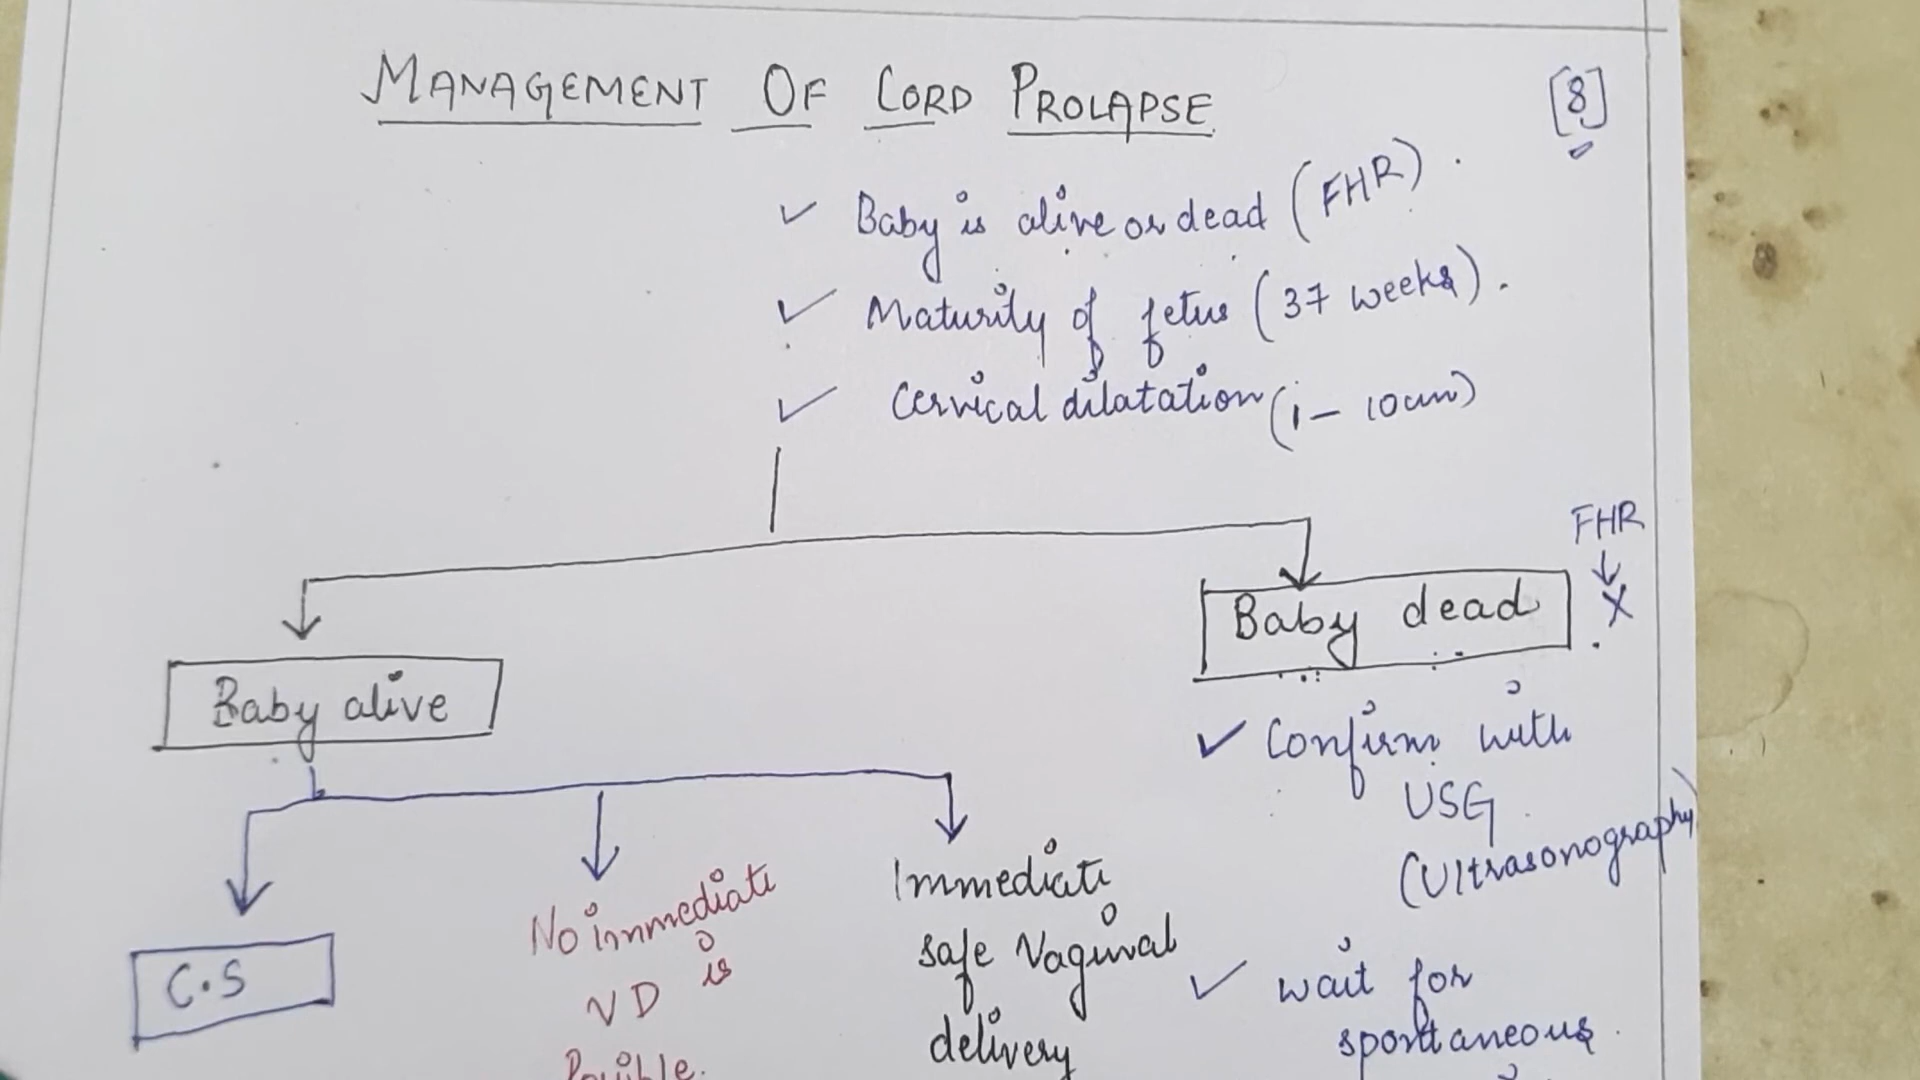 MANAGEMENT OF CORD PROLAPSE
[8]
✓ Baby is alive or dead (FHR).
✓ Maturity of fetus (37 weeks).
✓ Cervical dilatation (1 – 10cm)
FHR
↓
X
Baby dead
Baby alive
✓ Confirm with
USG
(Ultrasonography)
C.S
No immediate
VD is
Possible.
Immediate
safe Vaginal
delivery
✓ wait for
spontaneous.